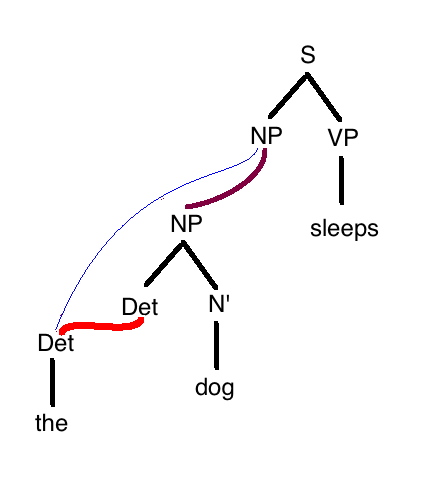 S
NP VP
NP sleeps
Det N'
Det
dog
the